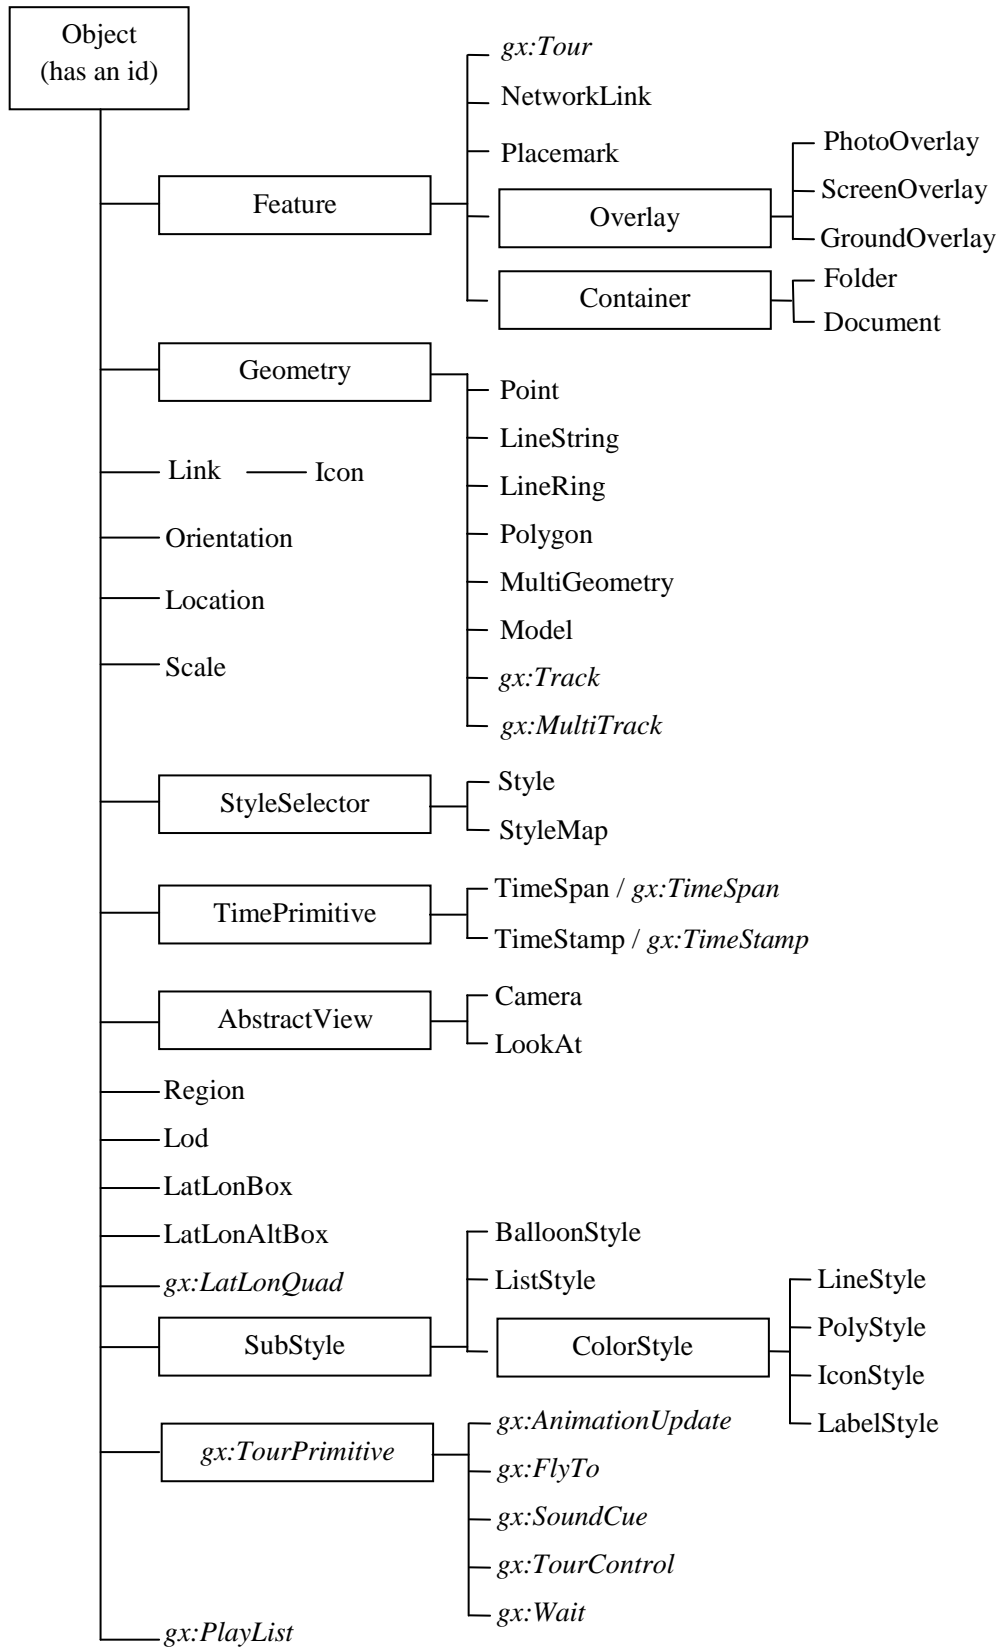 Object
(has an id)
gx:Tour
NetworkLink
Placemark
Feature
Overlay
PhotoOverlay
ScreenOverlay
GroundOverlay
Container
Folder
Document
Geometry
Point
LineString
LineRing
Polygon
MultiGeometry
Model
gx:Track
gx:MultiTrack
Link
Icon
Orientation
Location
Scale
StyleSelector
Style
StyleMap
TimePrimitive
TimeSpan / gx:TimeSpan
TimeStamp / gx:TimeStamp
AbstractView
Camera
LookAt
Region
Lod
LatLonBox
LatLonAltBox
gx:LatLonQuad
SubStyle
BalloonStyle
ListStyle
ColorStyle
LineStyle
PolyStyle
IconStyle
LabelStyle
gx:TourPrimitive
gx:AnimationUpdate
gx:FlyTo
gx:SoundCue
gx:TourControl
gx:Wait
gx:PlayList